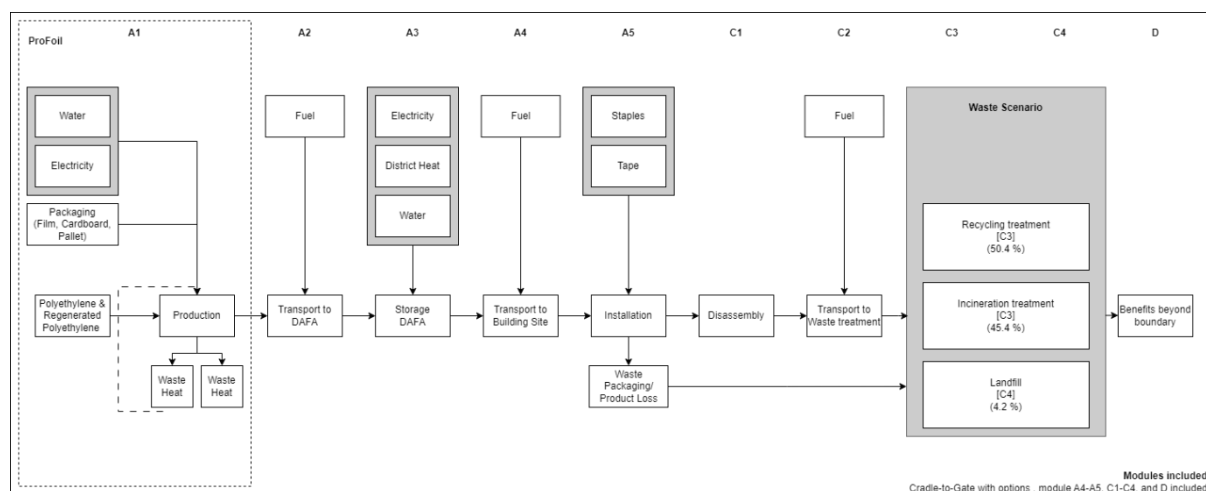 ProFoil
A1
A2
A3
A4
A5
C1
C2
C3
C4
D
Water
Electricity
Packaging
(Film, Cardboard,
Pallet)
Polyethylene &
Regenerated
Polyethylene
Production
Waste
Heat
Waste
Heat
Fuel
Transport to
DAFA
Electricity
District Heat
Water
Storage
DAFA
Fuel
Transport to
Building Site
Staples
Tape
Installation
Waste
Packaging/
Product Loss
Disassembly
Fuel
Transport to
Waste treatment
Waste Scenario
Recycling treatment
[C3]
(50.4 %)
Incineration treatment
[C3]
(45.4 %)
Landfill
[C4]
(4.2 %)
Benefits beyond
boundary
Modules included
Cradle-to-Gate with options , module A4-A5, C1-C4, and D included